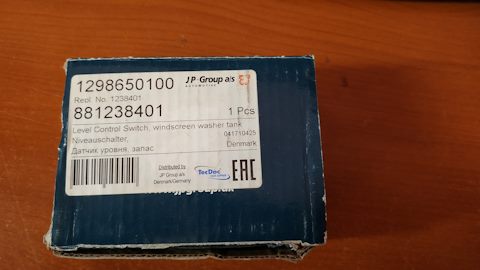 1298650100
JP Group a/s
AUTOMOTIVE
Repl. No. 1238401
881238401
1 Pcs
Level Control Switch, windscreen washer tank
041710425
Niveauschalter,
Denmark
Датчик уровня, запас
Distributed by
JP Group a/s
Denmark/Germany
TecDoc
EAC